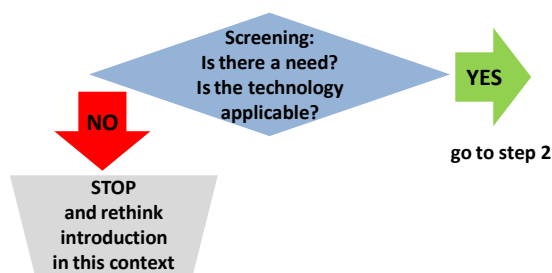 Screening:
Is there a need?
Is the technology
applicable?
YES
NO
go to step 2
STOP
and rethink
introduction
in this context